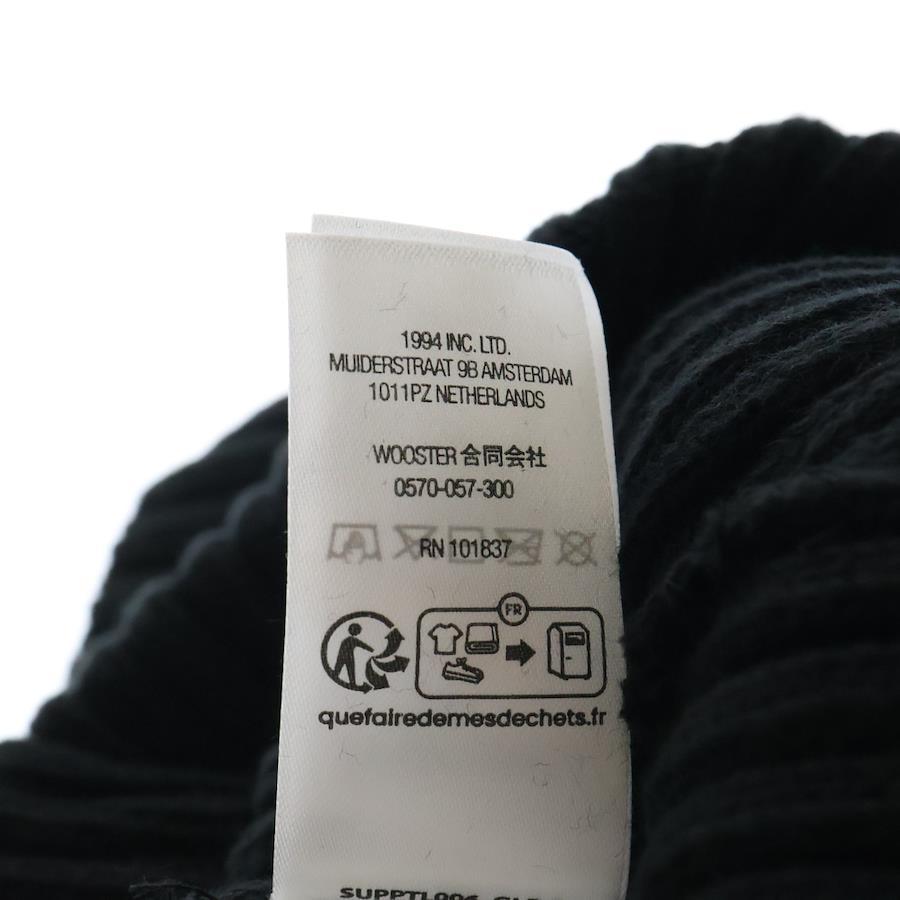 1994 INC. LTD.
MUIDERSTRAAT 9B AMSTERDAM
1011PZ NETHERLANDS
WOOSTER 合同会社
0570-057-300
RN 101837
FR
quefairedemesdechets.fr